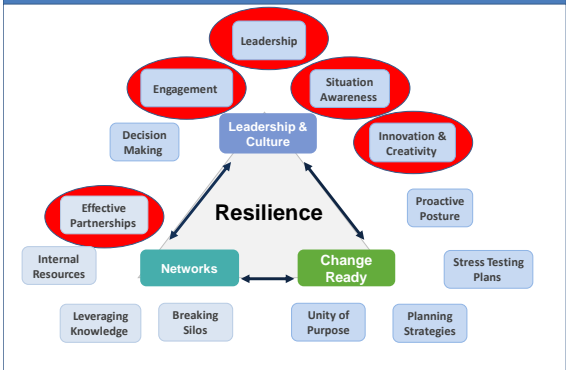 Leadership
Engagement
Situation
Awareness
Decision
Making
Leadership &
Culture
Innovation &
Creativity
Effective
Partnerships
Resilience
Proactive
Posture
Internal
Resources
Networks
Change
Ready
Stress Testing
Plans
Leveraging
Knowledge
Breaking
Silos
Unity of
Purpose
Planning
Strategies